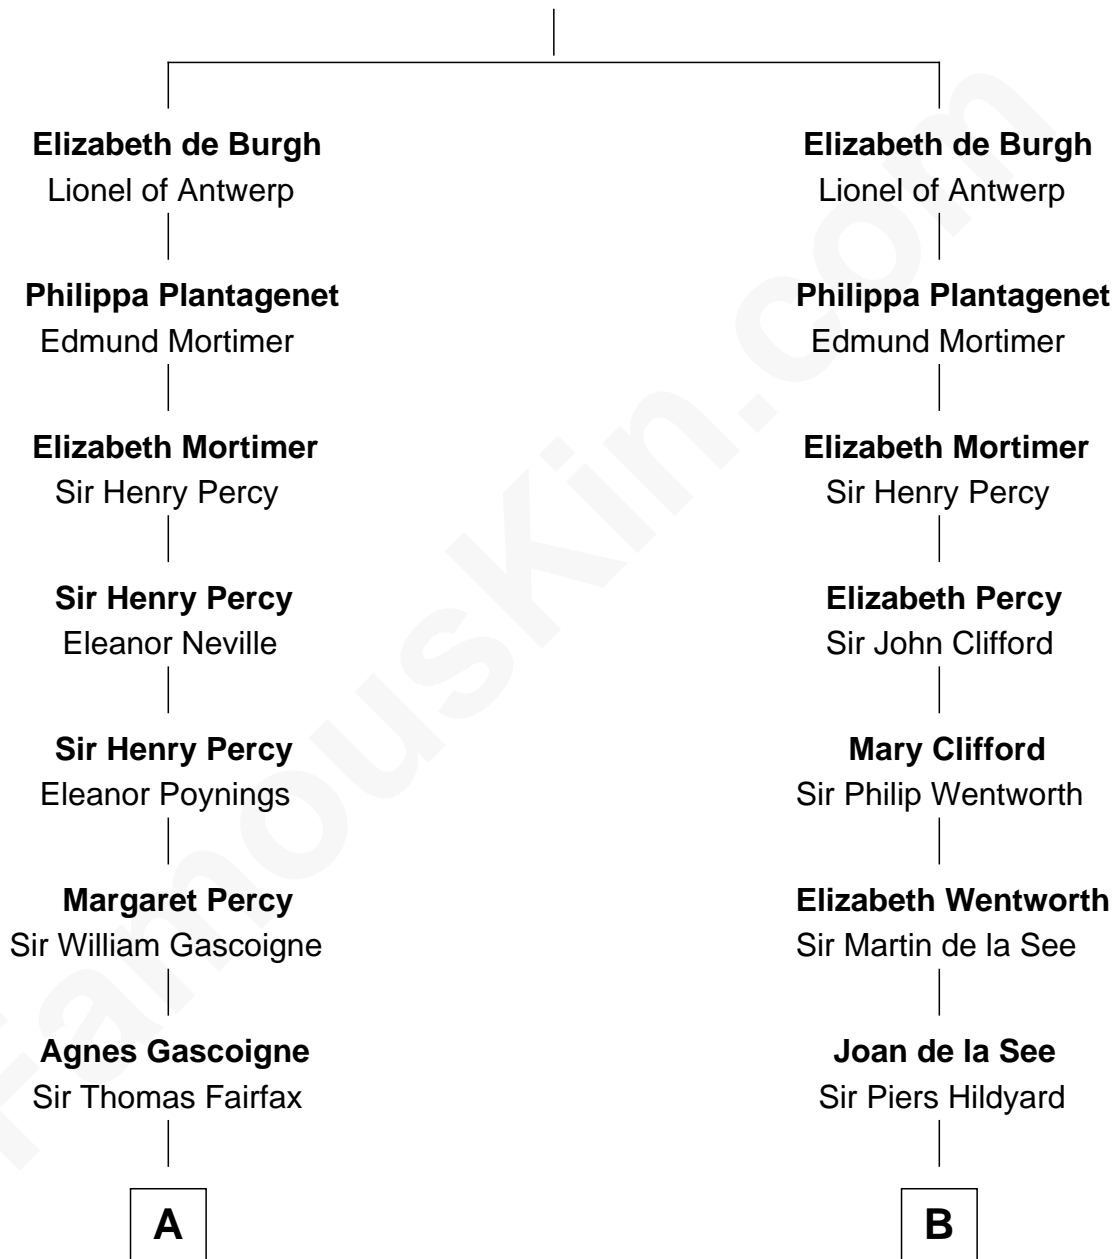 Elizabeth de Burgh
Lionel of Antwerp
Philippa Plantagenet
Edmund Mortimer
Elizabeth Mortimer
Sir Henry Percy
Sir Henry Percy
Eleanor Neville
Sir Henry Percy
Eleanor Poynings
Margaret Percy
Sir William Gascoigne
Agnes Gascoigne
Sir Thomas Fairfax
A
Elizabeth de Burgh
Lionel of Antwerp
Philippa Plantagenet
Edmund Mortimer
Elizabeth Mortimer
Sir Henry Percy
Elizabeth Percy
Sir John Clifford
Mary Clifford
Sir Philip Wentworth
Elizabeth Wentworth
Sir Martin de la See
Joan de la See
Sir Piers Hildyard
B
FamousKin.com